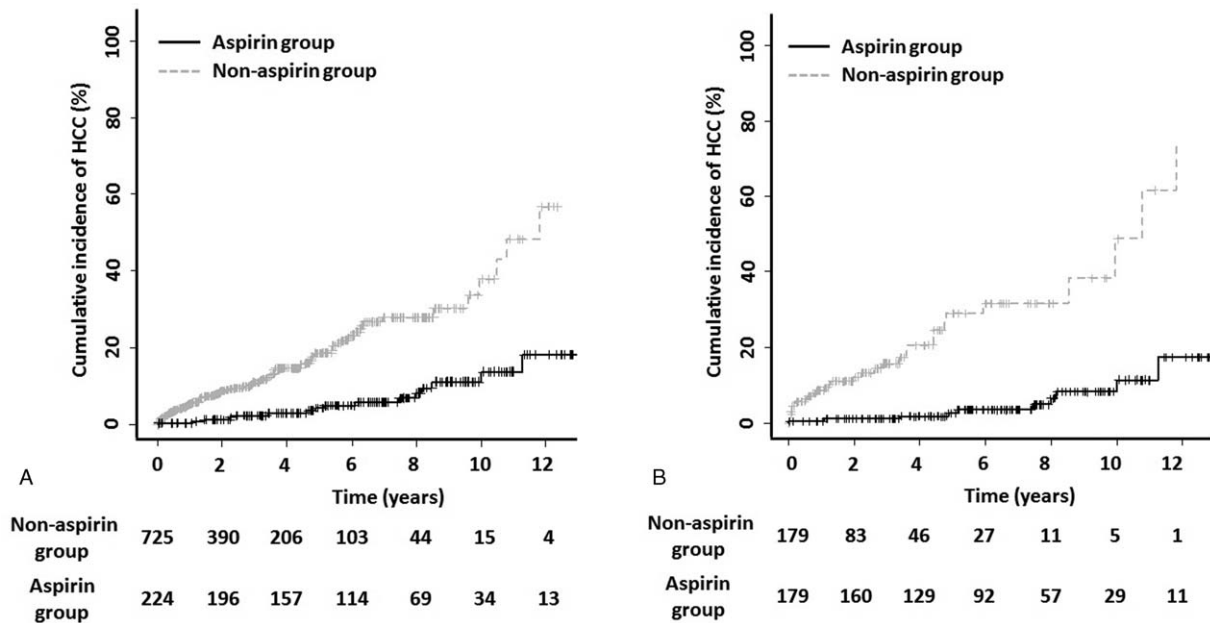 Aspirin group
Non-aspirin group
Cumulative incidence of HCC (%)
100
80
60
40
20
0
0 2 4 6 8 10 12
Time (years)
A
Non-aspirin group 725 390 206 103 44 15 4
Aspirin group 224 196 157 114 69 34 13
Aspirin group
Non-aspirin group
Cumulative incidence of HCC (%)
100
80
60
40
20
0
0 2 4 6 8 10 12
Time (years)
B
Non-aspirin group 179 83 46 27 11 5 1
Aspirin group 179 160 129 92 57 29 11